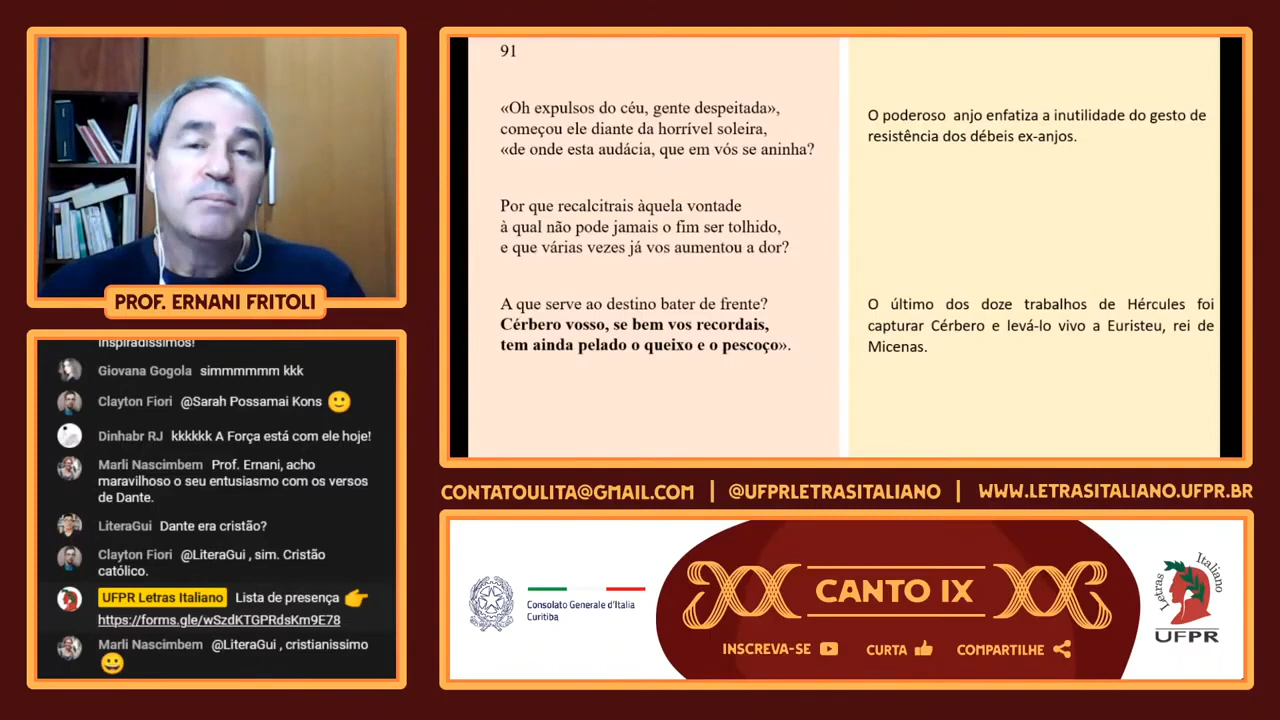 PROF. ERNANI FRITOLI
inspiradíssimos!
Giovana Gogola simmmmmm kkk
Clayton Fiori @Sarah Possamai Kons
Dinhabr RJ kkkkkk A Força está com ele hoje!
Marli Nascimbem Prof. Ernani, acho
maravilhoso o seu entusiasmo com os versos
de Dante.
LiteraGui Dante era cristão?
Clayton Fiori @LiteraGui , sim. Cristão
católico.
UFPR Letras Italiano Lista de presença 👉
https://forms.gle/wSzdKTGPRdsKm9E78
Marli Nascimbem @LiteraGui , cristianissimo
😀
91
«Oh expulsos do céu, gente despeitada»,
começou ele diante da horrível soleira,
«de onde esta audácia, que em vós se aninha?
Por que recalcitrais àquela vontade
à qual não pode jamais o fim ser tolhido,
e que várias vezes já vos aumentou a dor?
A que serve ao destino bater de frente?
Cérbero vosso, se bem vos recordais,
tem ainda pelado o queixo e o pescoço».
O poderoso anjo enfatiza a inutilidade do gesto de
resistência dos débeis ex-anjos.
O último dos doze trabalhos de Hércules foi
capturar Cérbero e levá-lo vivo a Euristeu, rei de
Micenas.
CONTATOULITA@GMAIL.COM | @UFPRLETRASITALIANO | WWW.LETRASITALIANO.UFPR.BR
Consolato Generale d'Italia
Curitiba
CANTO IX
INSCREVA-SE CURTA COMPARTILHE
Letras Italiano
UFPR